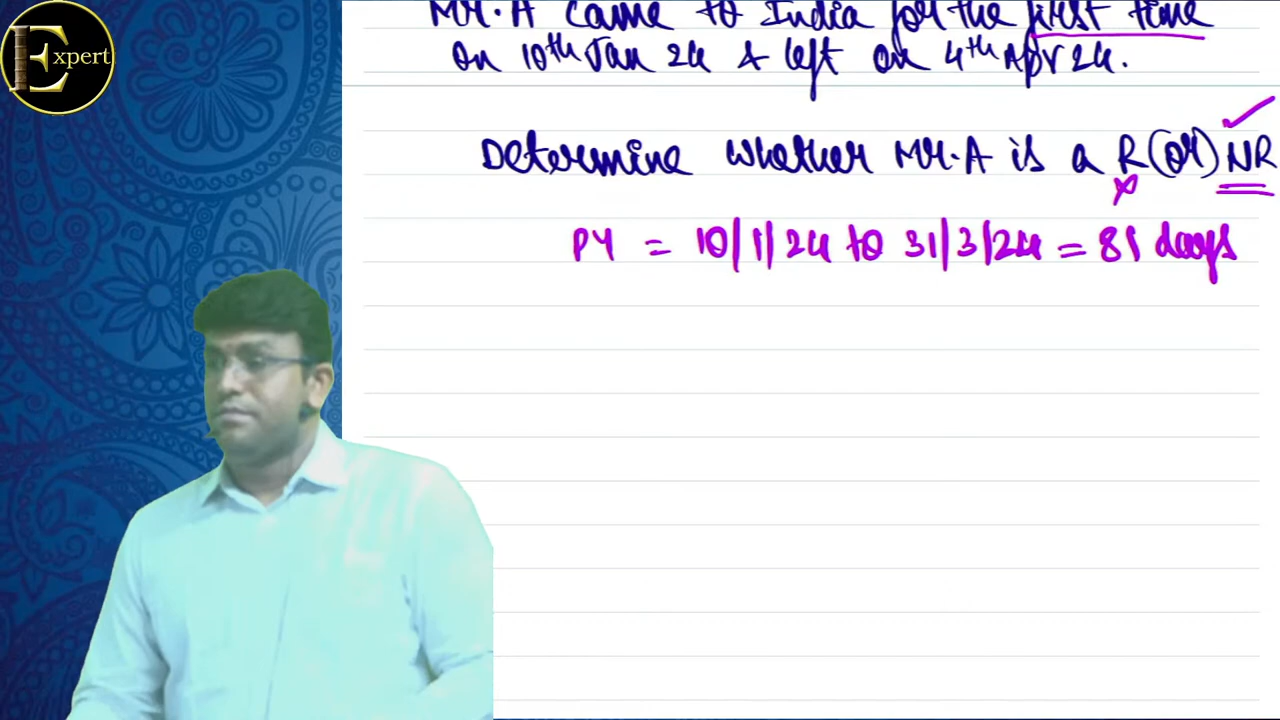 Expert
Mr. A came to India for the first time
on 10th Jan 24 & left on 4th Apr 24.
Determine whether Mr. A is a R (or) NR
PY = 10/1/24 to 31/3/24 = 81 days